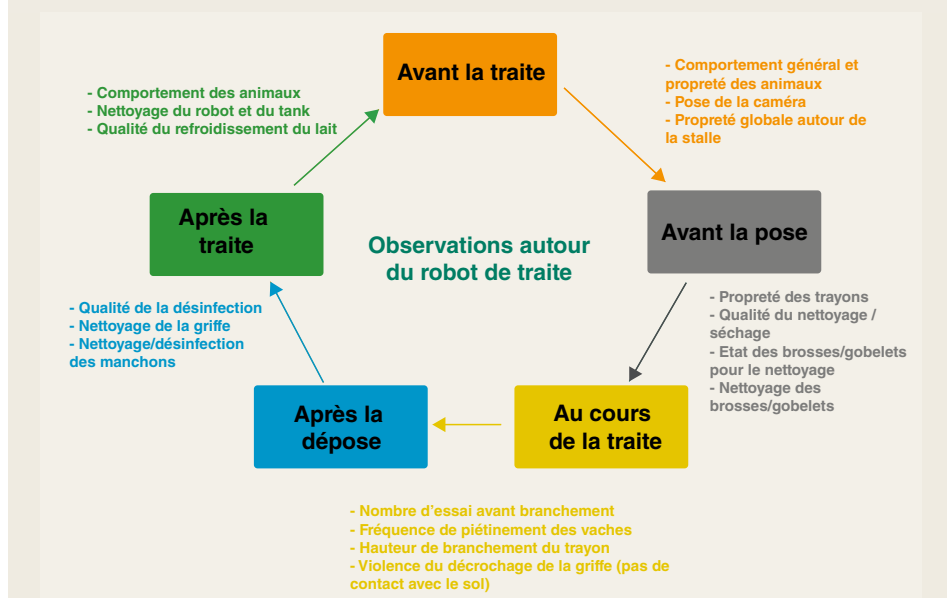 Avant la traite
- Comportement général et
propreté des animaux
- Pose de la caméra
- Propreté globale autour de
la stalle
Avant la pose
- Propreté des trayons
- Qualité du nettoyage /
séchage
- Etat des brosses/gobelets
pour le nettoyage
- Nettoyage des
brosses/gobelets
Au cours
de la traite
- Nombre d'essai avant branchement
- Fréquence de piétinement des vaches
- Hauteur de branchement du trayon
- Violence du décrochage de la griffe (pas de
contact avec le sol)
Après la
dépose
- Qualité de la désinfection
- Nettoyage de la griffe
- Nettoyage/désinfection
des manchons
Après la
traite
- Comportement des animaux
- Nettoyage du robot et du tank
- Qualité du refroidissement du lait
Observations autour
du robot de traite